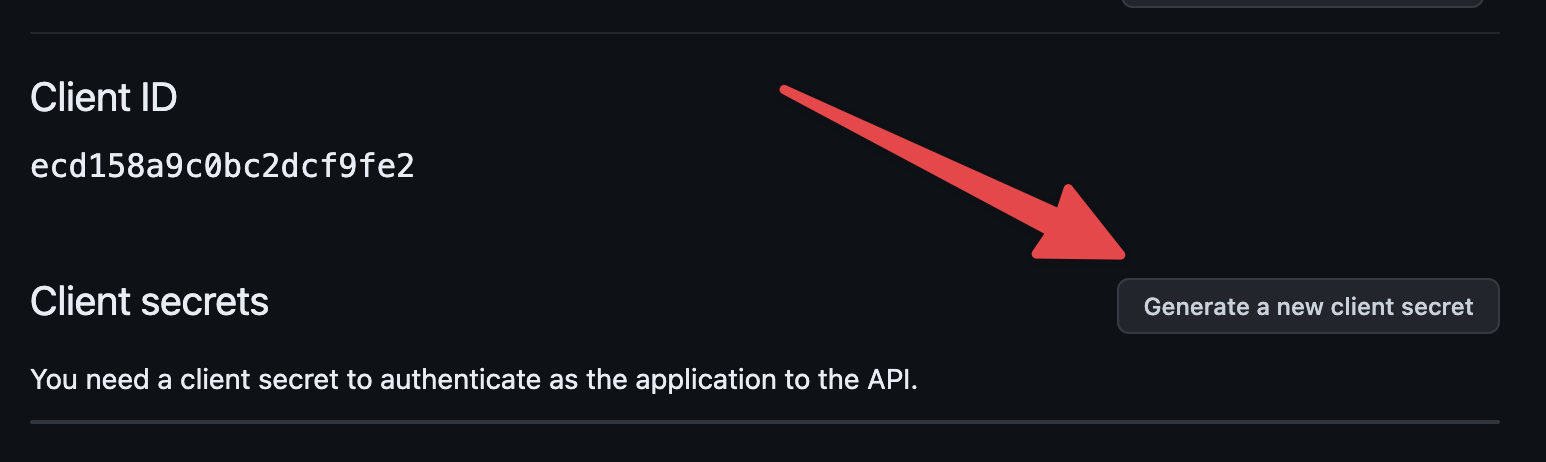 Client ID
ecd158a9c0bc2dcf9fe2
Client secrets
Generate a new client secret
You need a client secret to authenticate as the application to the API.